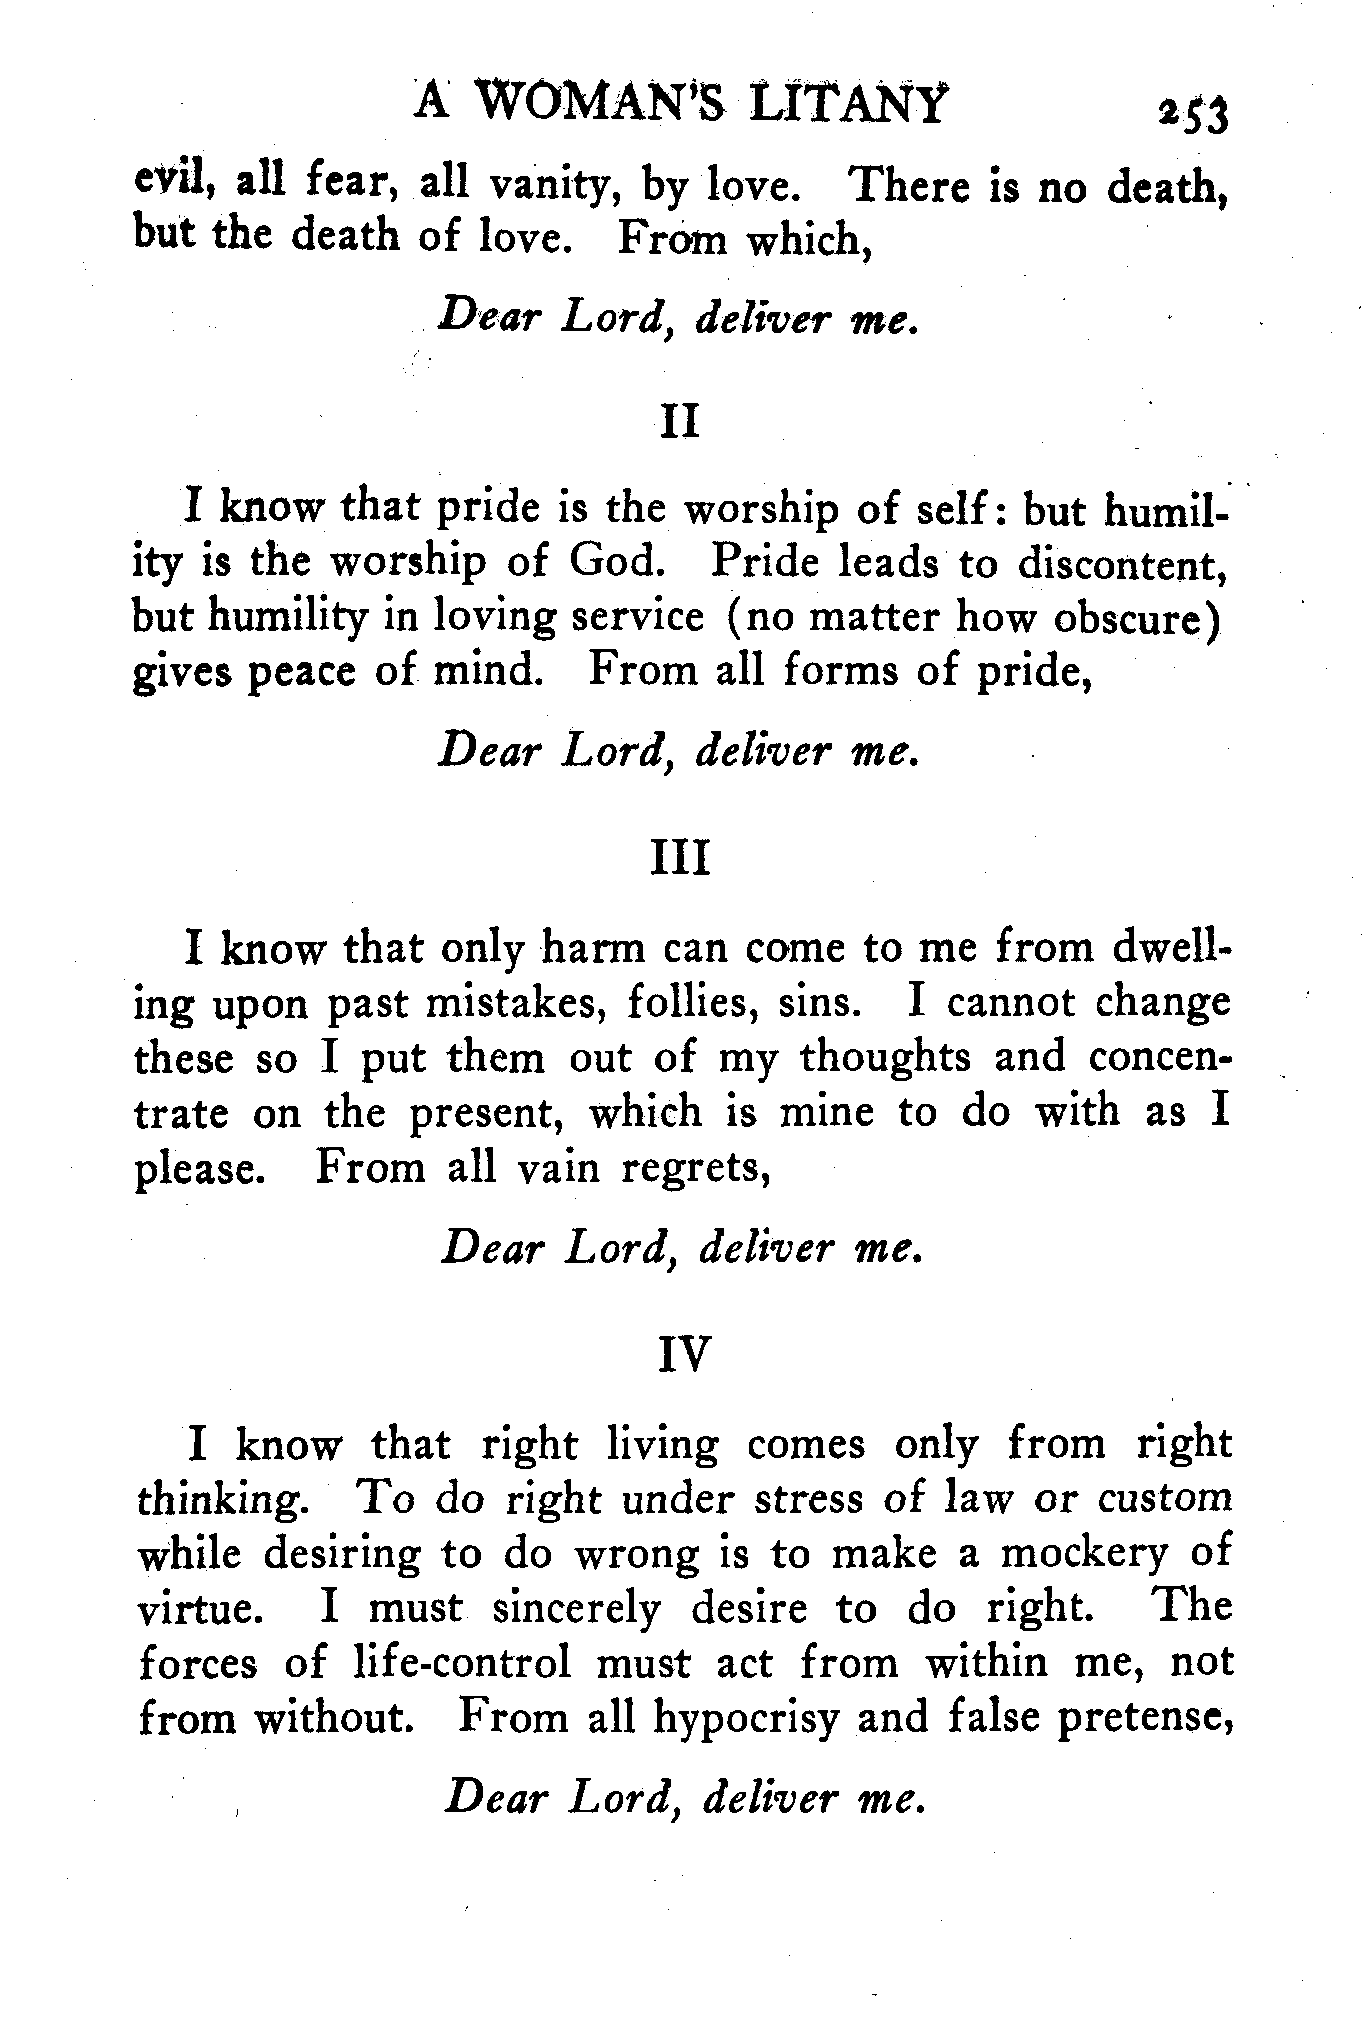 A WOMAN'S LITANY 253
evil, all fear, all vanity, by love. There is no death,
but the death of love. From which,
Dear Lord, deliver me.
II
I know that pride is the worship of self: but humil-
ity is the worship of God. Pride leads to discontent,
but humility in loving service (no matter how obscure)
gives peace of mind. From all forms of pride,
Dear Lord, deliver me.
III
I know that only harm can come to me from dwell-
ing upon past mistakes, follies, sins. I cannot change
these so I put them out of my thoughts and concen-
trate on the present, which is mine to do with as I
please. From all vain regrets,
Dear Lord, deliver me.
IV
I know that right living comes only from right
thinking. To do right under stress of law or custom
while desiring to do wrong is to make a mockery of
virtue. I must sincerely desire to do right. The
forces of life-control must act from within me, not
from without. From all hypocrisy and false pretense,
Dear Lord, deliver me.